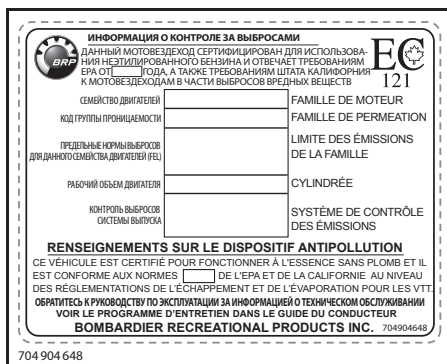 ИНФОРМАЦИЯ О КОНТРОЛЕ ЗА ВЫБРОСАМИ
ДАННЫЙ МОТОВЕЗДЕХОД СЕРТИФИЦИРОВАН ДЛЯ ИСПОЛЬЗОВА-
НИЯ НЕЭТИЛИРОВАННОГО БЕНЗИНА И ОТВЕЧАЕТ ТРЕБОВАНИЯМ
EPA ОТ ГОДА, А ТАКЖЕ ТРЕБОВАНИЯМ ШТАТА КАЛИФОРНИЯ
К МОТОВЕЗДЕХОДАМ В ЧАСТИ ВЫБРОСОВ ВРЕДНЫХ ВЕЩЕСТВ
BRP
EC
121
СЕМЕЙСТВО ДВИГАТЕЛЕЙ FAMILLE DE MOTEUR
КОД ГРУППЫ ПРОНИЦАЕМОСТИ FAMILLE DE PERMEATION
ПРЕДЕЛЬНЫЕ НОРМЫ ВЫБРОСОВ LIMITE DES ÉMISSIONS
ДЛЯ ДАННОГО СЕМЕЙСТВА ДВИГАТЕЛЕЙ (FEL) DE LA FAMILLE
РАБОЧИЙ ОБЪЕМ ДВИГАТЕЛЯ CYLINDRÉE
КОНТРОЛЬ ВЫБРОСОВ SYSTÈME DE CONTRÔLE
СИСТЕМЫ ВЫПУСКА DES ÉMISSIONS
RENSEIGNEMENTS SUR LE DISPOSITIF ANTIPOLLUTION
CE VÉHICULE EST CERTIFIÉ POUR FONCTIONNER À L'ESSENCE SANS PLOMB ET IL
EST CONFORME AUX NORMES DE L'EPA ET DE LA CALIFORNIE AU NIVEAU
DES RÉGLEMENTATIONS DE L'ÉCHAPPEMENT ET DE L'ÉVAPORATION POUR LES VTT.
ОБРАТИТЕСЬ К РУКОВОДСТВУ ПО ЭКСПЛУАТАЦИИ ЗА ИНФОРМАЦИЕЙ О ТЕХНИЧЕСКОМ ОБСЛУЖИВАНИИ
VOIR LE PROGRAMME D'ENTRETIEN DANS LE GUIDE DU CONDUCTEUR
BOMBARDIER RECREATIONAL PRODUCTS INC. 704904648
704 904 648